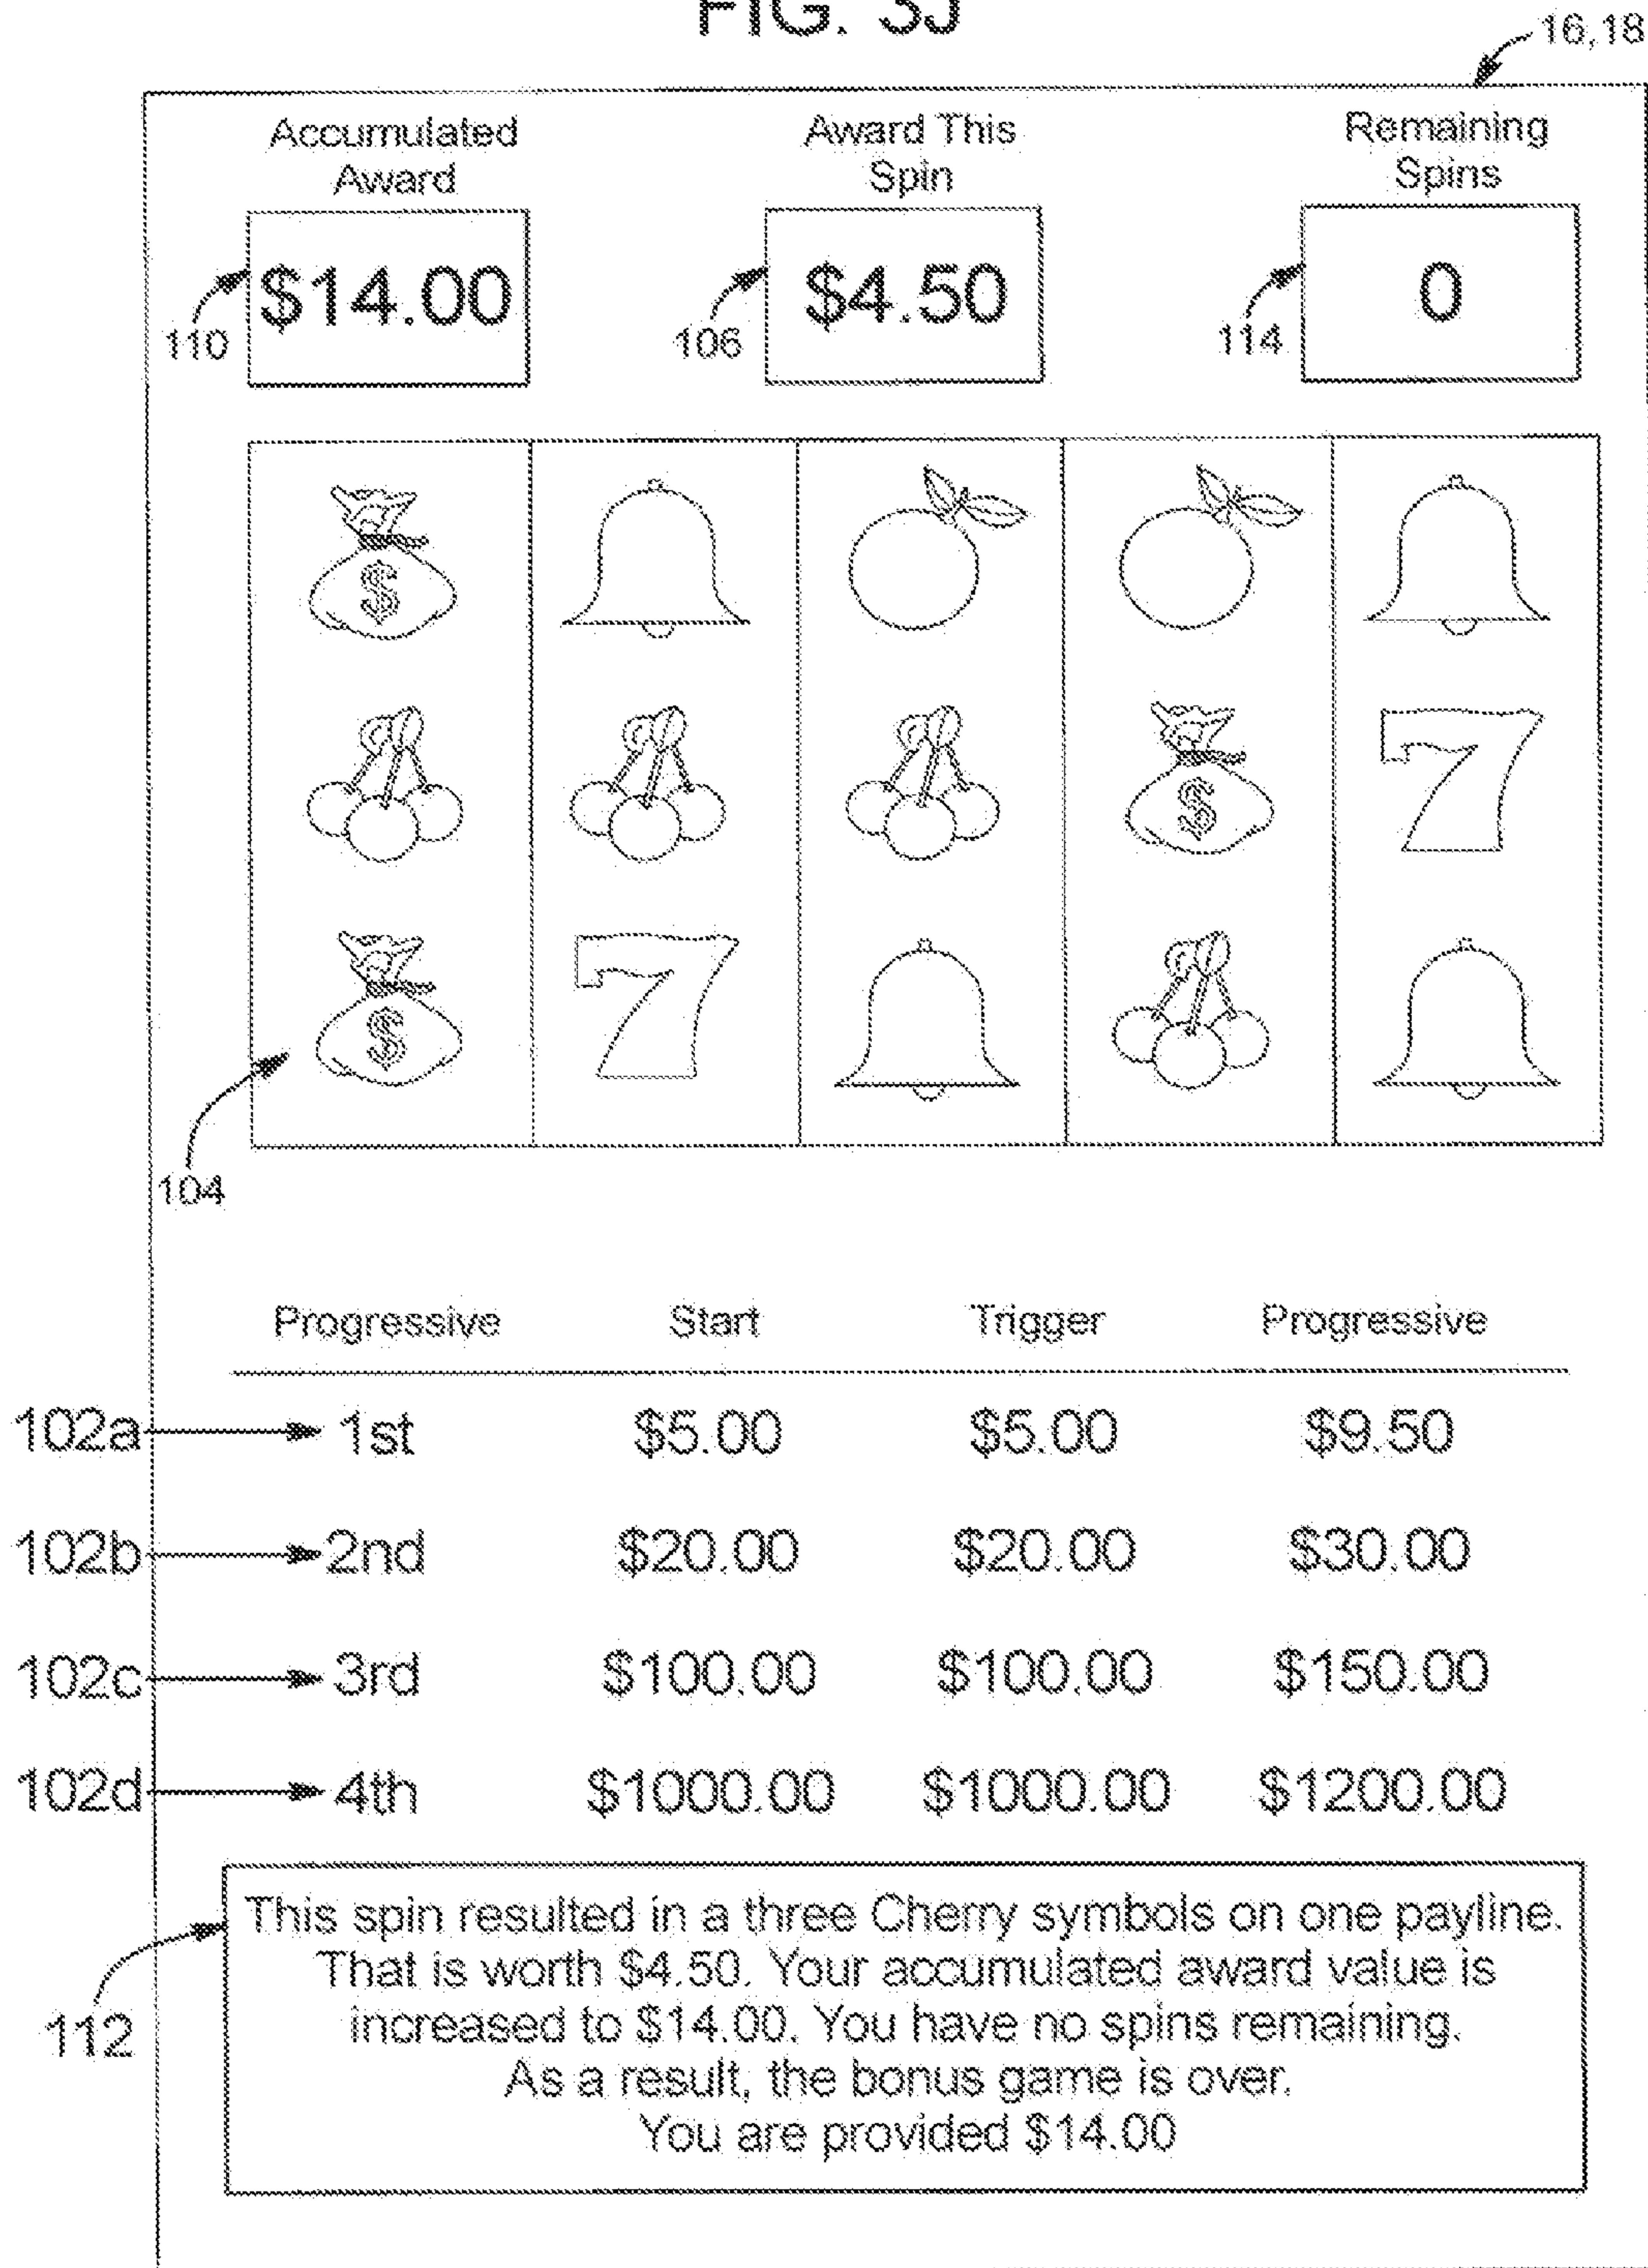 FIG. 3J
16,18
Accumulated Award
Award This Spin
Remaining Spins
110 $14.00
106 $4.50
114 0
$
7
$
$
7
104
Progressive Start Trigger Progressive
102a 1st $5.00 $5.00 $9.50
102b 2nd $20.00 $20.00 $30.00
102c 3rd $100.00 $100.00 $150.00
102d 4th $1000.00 $1000.00 $1200.00
112
This spin resulted in a three Cherry symbols on one payline.
That is worth $4.50. Your accumulated award value is
increased to $14.00. You have no spins remaining.
As a result, the bonus game is over.
You are provided $14.00